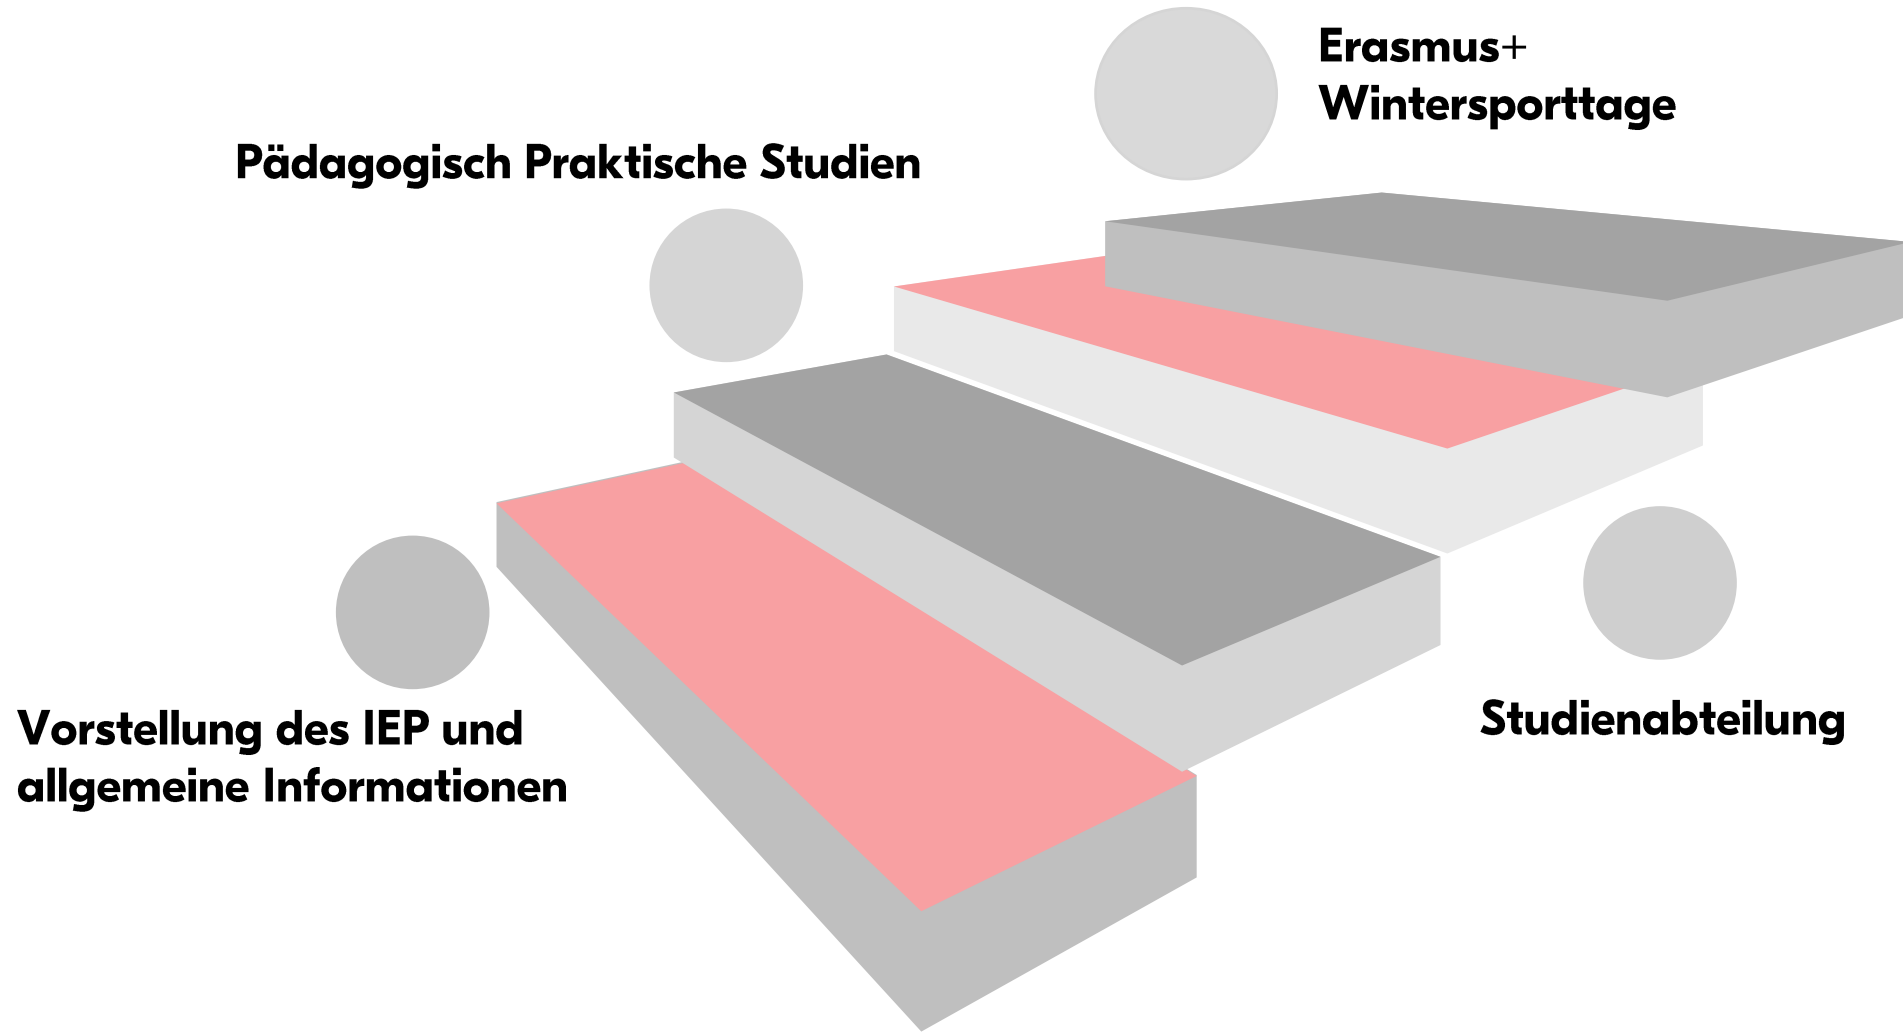 Erasmus+
Wintersporttage
Pädagogisch Praktische Studien
Vorstellung des IEP und
allgemeine Informationen
Studienabteilung